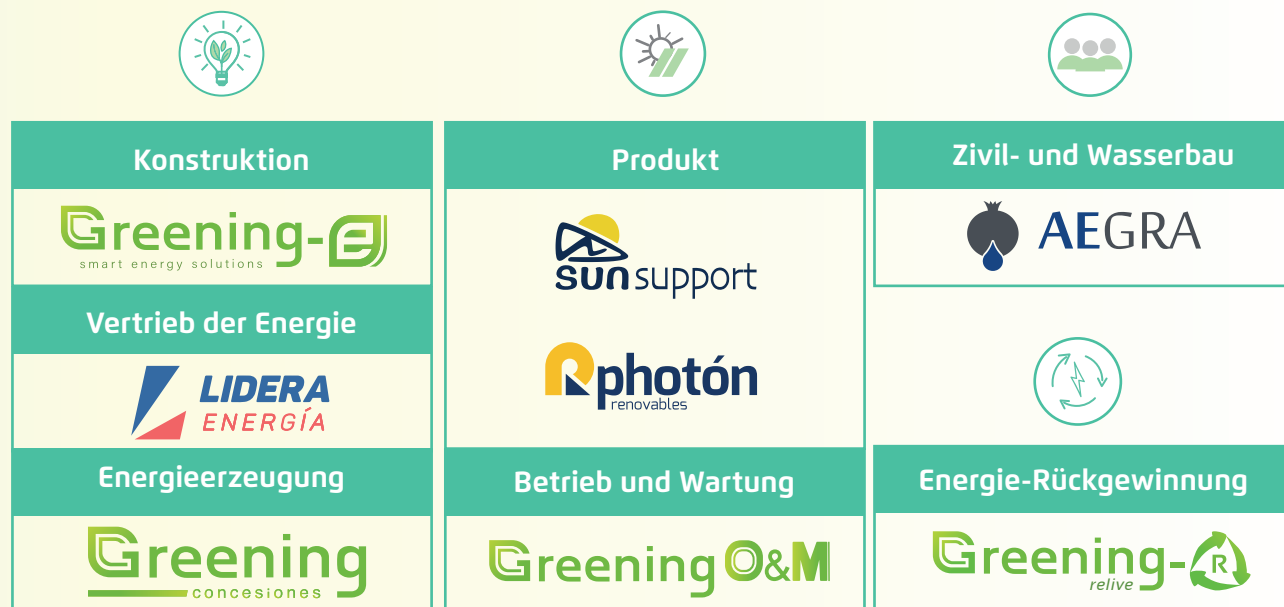 Konstruktion
Greening-e
smart energy solutions
Vertrieb der Energie
LIDERA
ENERGÍA
Energieerzeugung
Greening
concesiones
Produkt
sun support
photón
renovables
Betrieb und Wartung
Greening O&M
Zivil- und Wasserbau
AEGRA
Energie-Rückgewinnung
Greening-R
relive